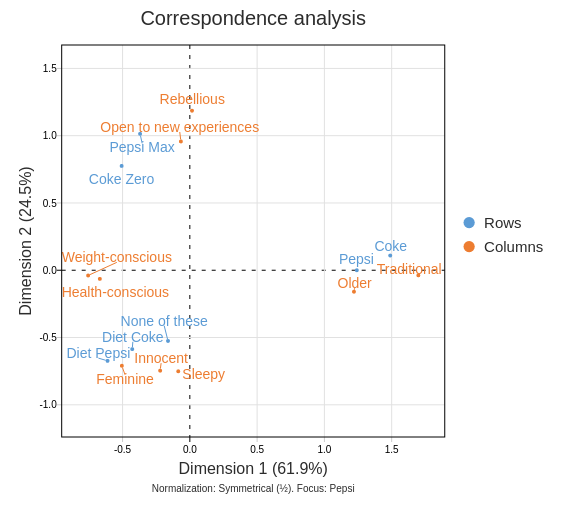 Correspondence analysis
1.5
Rebellious
1.0
Open to new experiences
Pepsi Max
Coke Zero
0.5
Coke
Weight-conscious
Pepsi
0.0
Traditional
Older
Health-conscious
None of these
-0.5
Diet Coke
Diet Pepsi
Innocent
Feminine
Sleepy
-1.0
-0.5
0.0
0.5
1.0
1.5
Dimension 2 (24.5%)
Dimension 1 (61.9%)
Normalization: Symmetrical (½). Focus: Pepsi
Rows
Columns